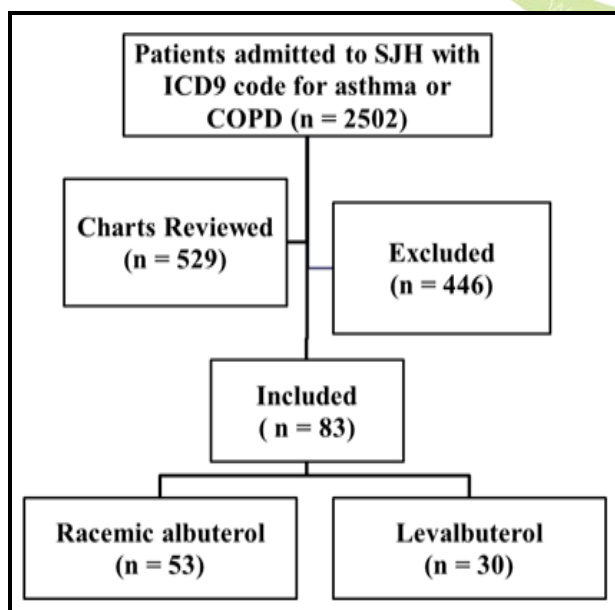 Patients admitted to SJH with
ICD9 code for asthma or
COPD (n = 2502)
Charts Reviewed
(n = 529)
Excluded
(n = 446)
Included
( n = 83)
Racemic albuterol
(n = 53)
Levalbuterol
(n = 30)